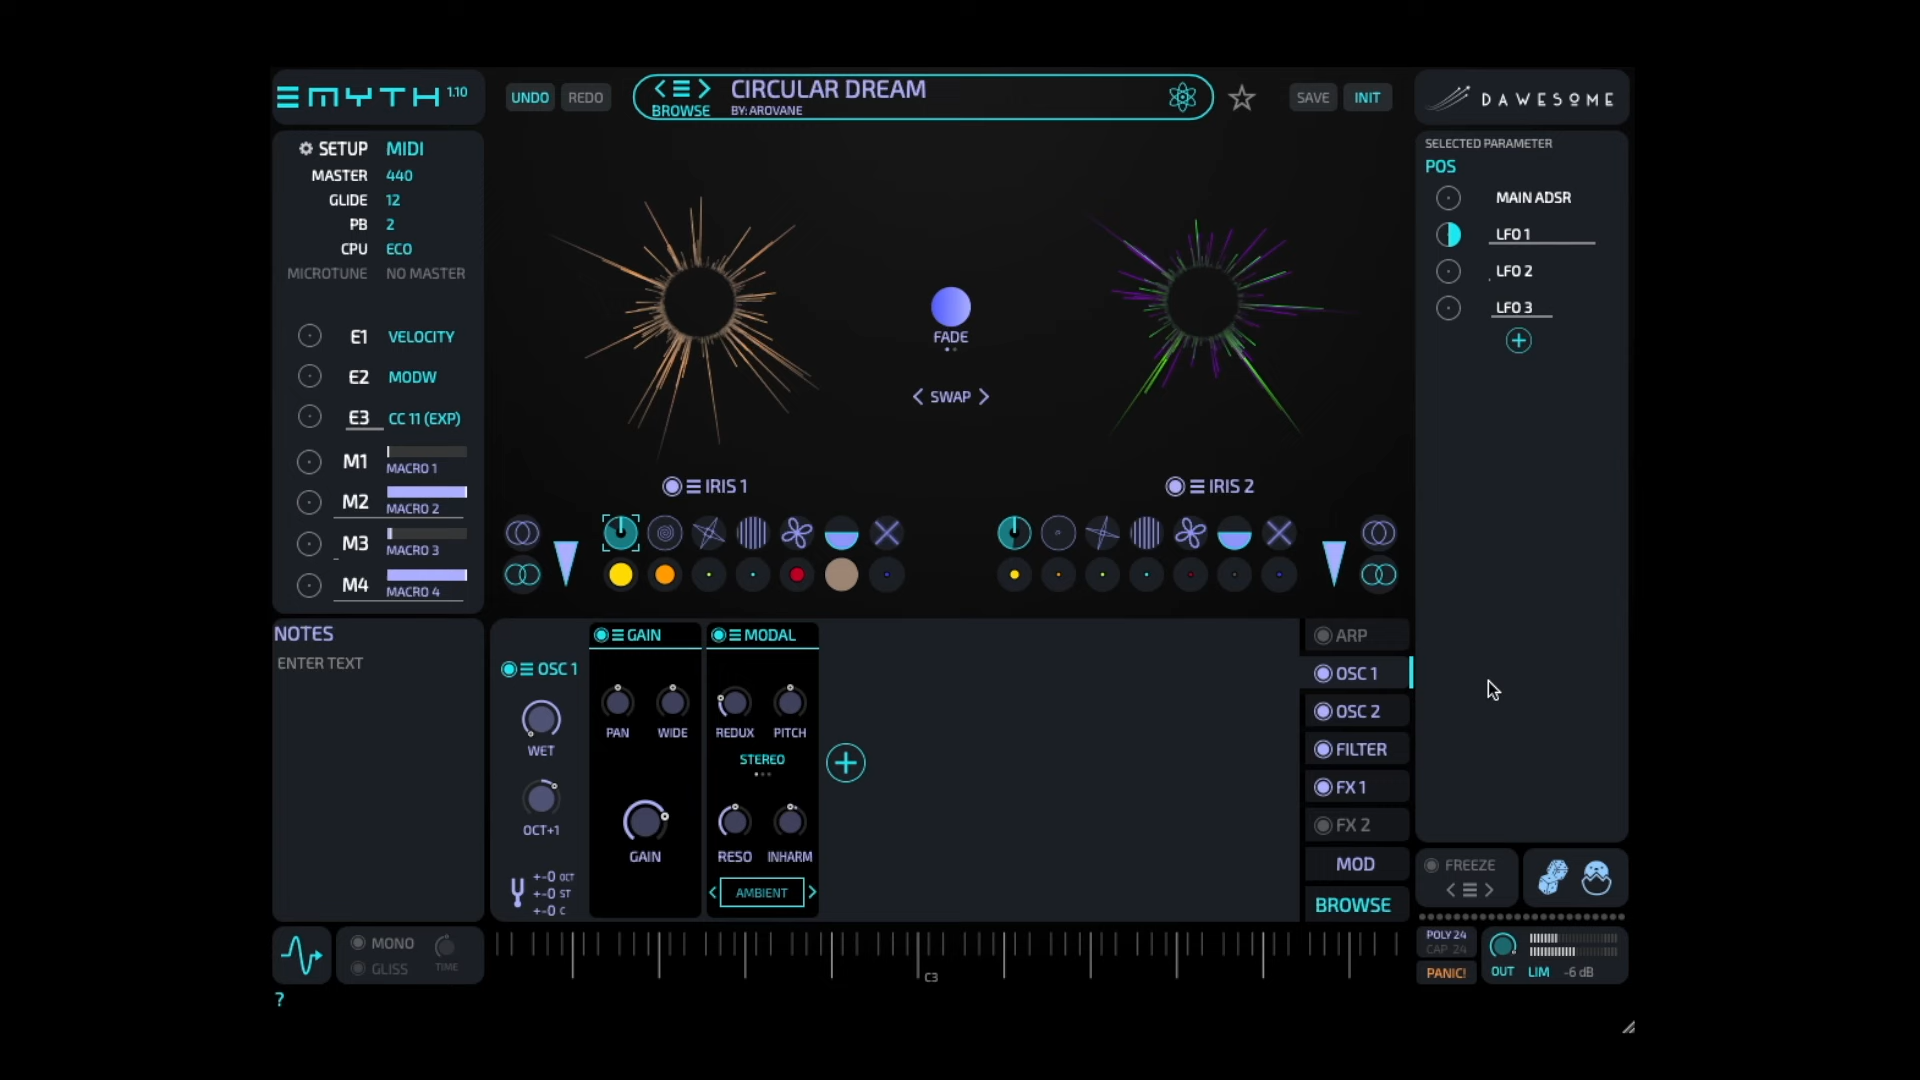 MYTH 1.10
UNDO
REDO
BROWSE
CIRCULAR DREAM
BY: AROVANE
SAVE
INIT
DAWESOME
SETUP MIDI
MASTER 440
GLIDE 12
PB 2
CPU ECO
MICROTUNE NO MASTER
E1 VELOCITY
E2 MODW
E3 CC 11 (EXP)
M1 MACRO 1
M2 MACRO 2
M3 MACRO 3
M4 MACRO 4
FADE
< SWAP >
IRIS 1
IRIS 2
SELECTED PARAMETER
POS
MAIN ADSR
LFO 1
LFO 2
LFO 3
NOTES
ENTER TEXT
OSC 1
WET
OCT+1
+-0 OCT
+-0 ST
+-0 C
GAIN
PAN WIDE
GAIN
MODAL
REDUX PITCH
STEREO
RESO INHARM
< AMBIENT >
ARP
OSC 1
OSC 2
FILTER
FX 1
FX 2
MOD
BROWSE
FREEZE
MONO
GLISS
TIME
C3
POLY 24
CAP 24
PANIC!
OUT LIM -6 dB
?